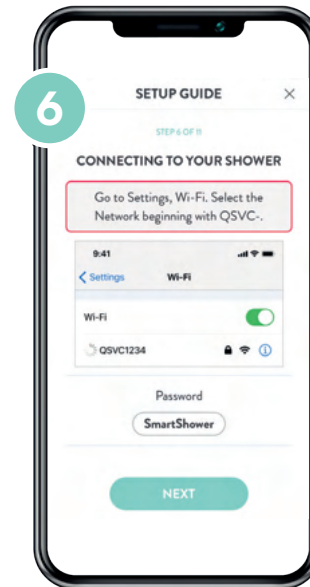 6
SETUP GUIDE
STEP 6 OF 11
CONNECTING TO YOUR SHOWER
Go to Settings, Wi-Fi. Select the
Network beginning with QSVC-.
9:41
Settings Wi-Fi
Wi-Fi
QSVC1234
Password
SmartShower
NEXT